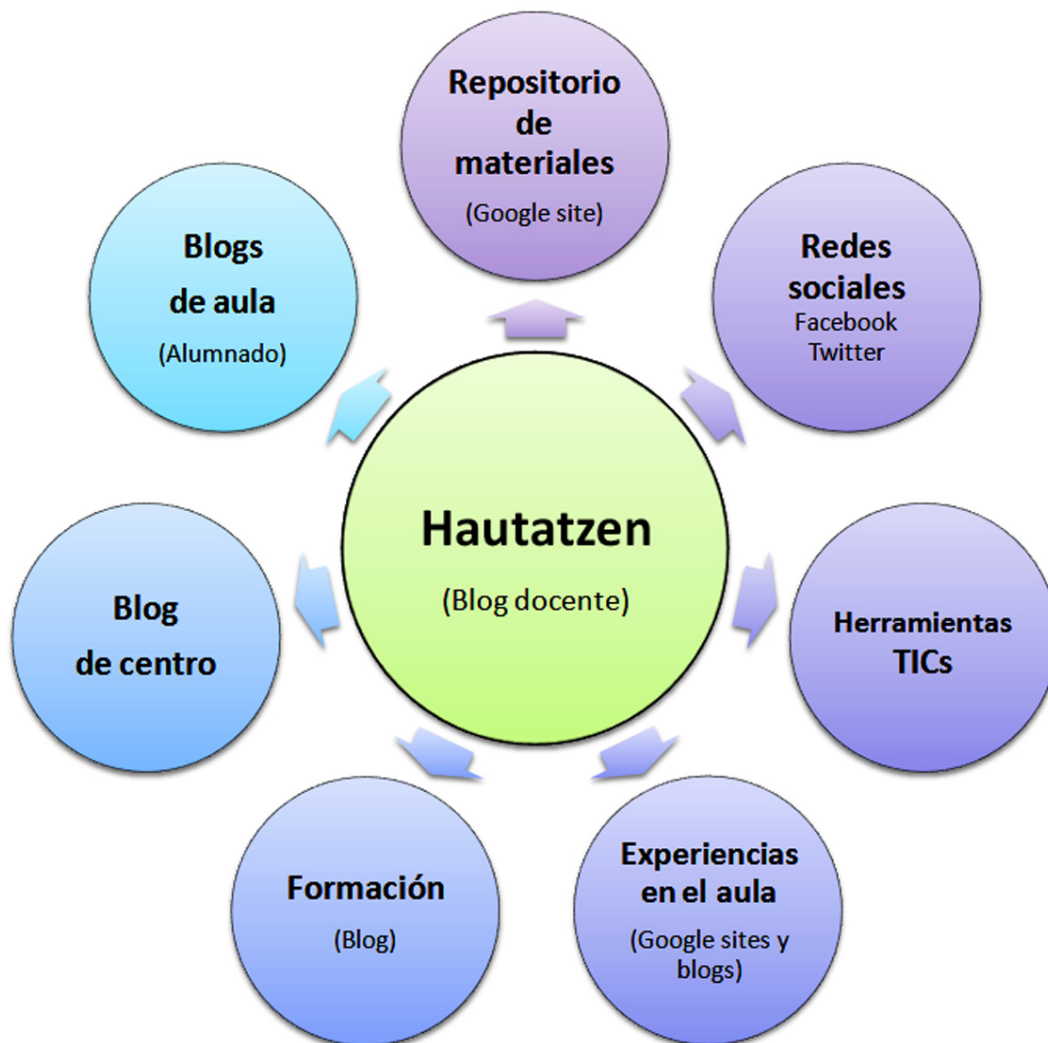 Repositorio
de
materiales
(Google site)
Redes
sociales
Facebook
Twitter
Herramientas
TICs
Experiencias
en el aula
(Google sites y
blogs)
Formación
(Blog)
Blog
de centro
Blogs
de aula
(Alumnado)
Hautatzen
(Blog docente)